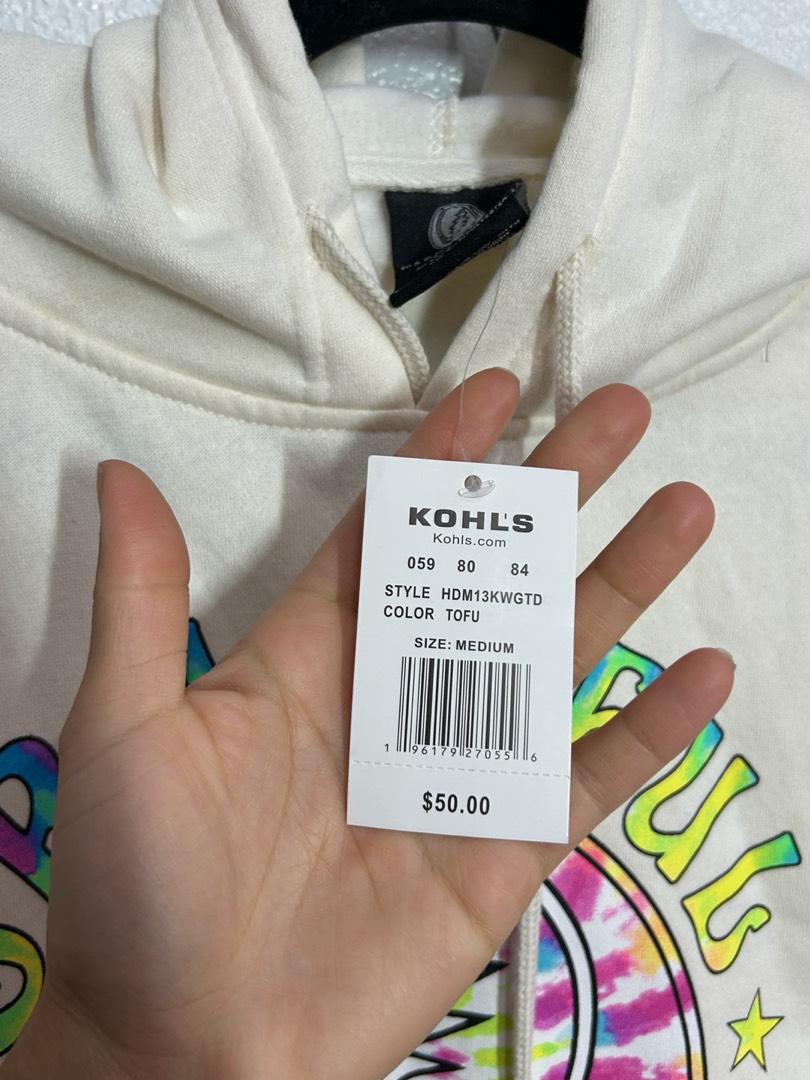 KOHL'S
Kohls.com
059 80 84
STYLE HDM13KWGTD
COLOR TOFU
SIZE: MEDIUM
1 96179 27055 6
$50.00